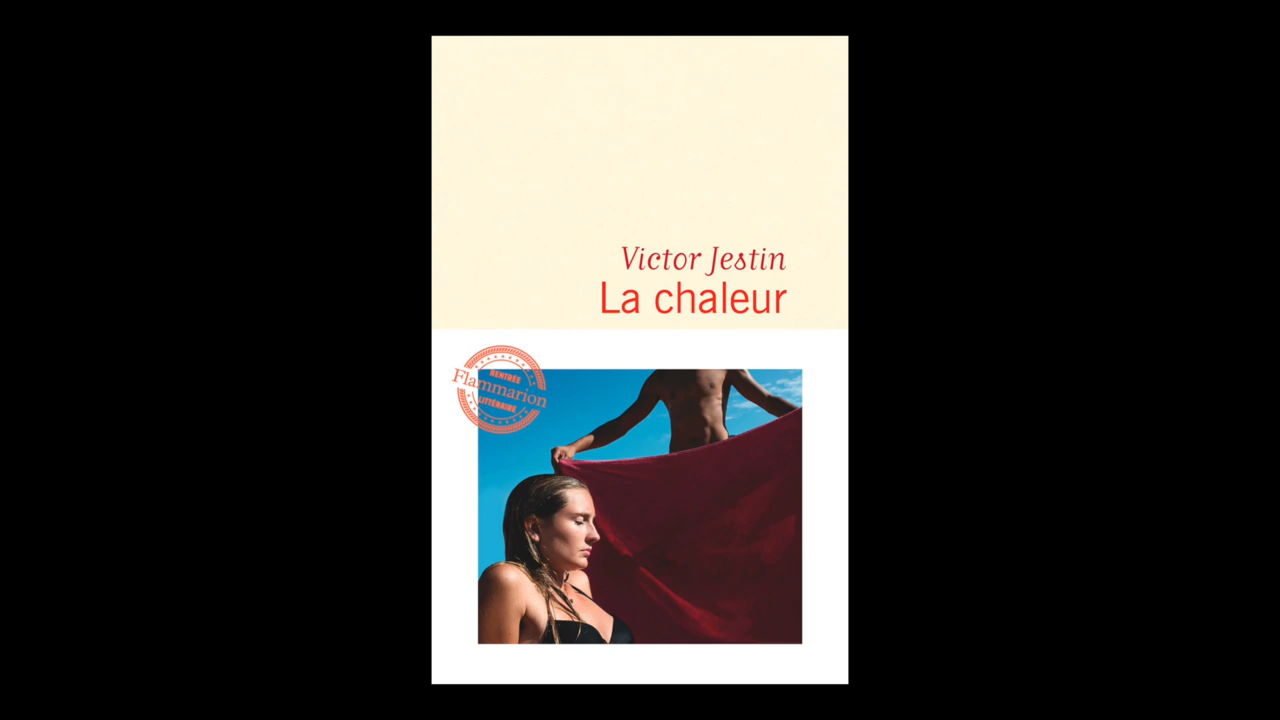 Victor Jestin
La chaleur
RENTRÉE
Flammarion
LITTÉRAIRE